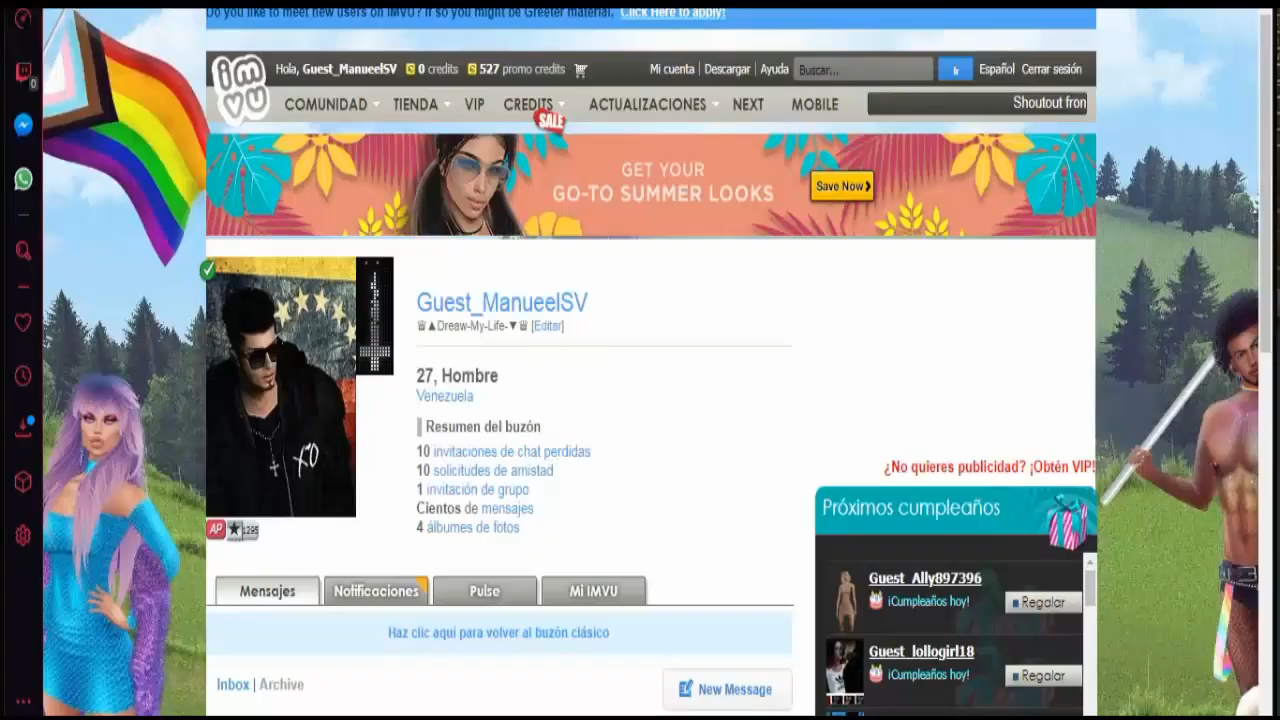 Do you like to meet new users on IMVU? If so you might be Greeter material. Click Here to apply!
imvu
Hola, Guest_ManueelSV 0 credits 527 promo credits
Mi cuenta | Descargar | Ayuda Buscar... Ir Español Cerrar sesión
COMUNIDAD TIENDA VIP CREDITS ACTUALIZACIONES NEXT MOBILE Shoutout fron
SALE
GET YOUR
GO-TO SUMMER LOOKS
Save Now
Guest_ManueelSV
♕▲Dreaw-My-Life-▼♕ [Editar]
27, Hombre
Venezuela
Resumen del buzón
10 invitaciones de chat perdidas
10 solicitudes de amistad
1 invitación de grupo
Cientos de mensajes
4 álbumes de fotos
XO
AP 1295
¿No quieres publicidad? ¡Obtén VIP!
Próximos cumpleaños
Guest_Ally897396
¡Cumpleaños hoy! Regalar
Guest_lollogirl18
¡Cumpleaños hoy! Regalar
Mensajes Notificaciones Pulse Mi IMVU
Haz clic aquí para volver al buzón clásico
Inbox | Archive
New Message
0